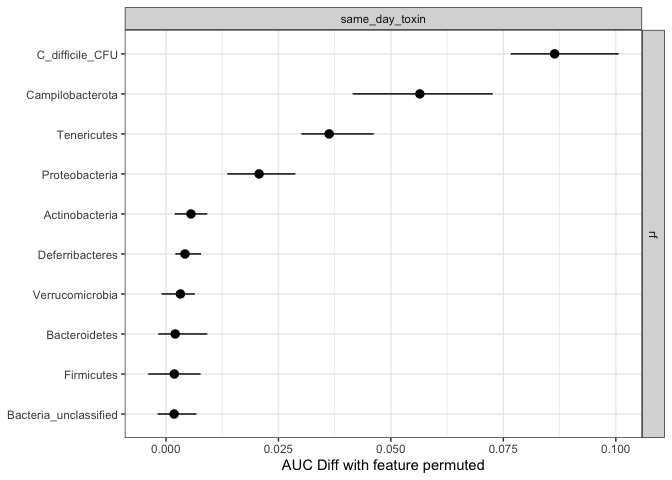 same_day_toxin
C_difficile_CFU
Campilobacterota
Tenericutes
Proteobacteria
Actinobacteria
Deferribacteres
Verrucomicrobia
Bacteroidetes
Firmicutes
Bacteria_unclassified
rf
0.000 0.025 0.050 0.075 0.100
AUC Diff with feature permuted